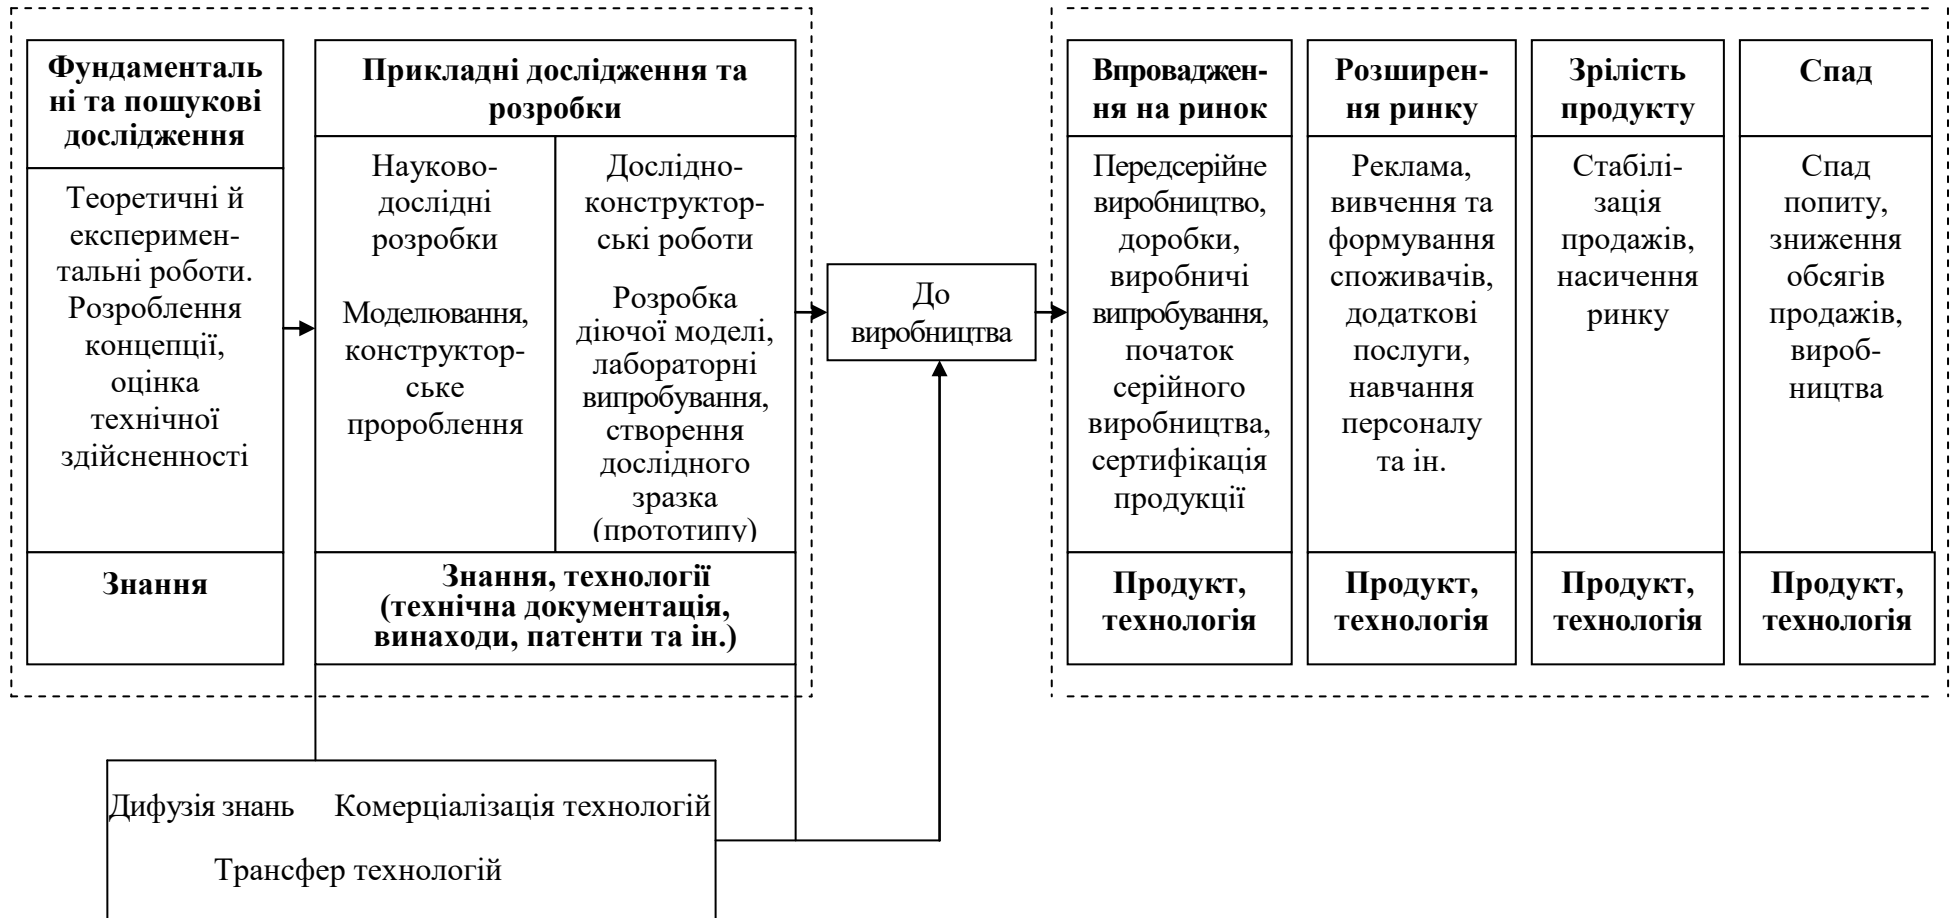 Фундаменталь
ні та пошукові
дослідження
Теоретичні й
експеримен-
тальні роботи.
Розроблення
концепції,
оцінка
технічної
здійсненності
Знання
Прикладні дослідження та
розробки
Науково-
дослідні
розробки
Моделювання,
конструктор-
ське
пророблення
Дослідно-
конструктор-
ські роботи
Розробка
діючої моделі,
лабораторні
випробування,
створення
дослідного
зразка
(прототипу)
Знання, технології
(технічна документація,
винаходи, патенти та ін.)
До
виробництва
Впроваджен-
ня на ринок
Передсерійне
виробництво,
доробки,
виробничі
випробування,
початок
серійного
виробництва,
сертифікація
продукції
Продукт,
технологія
Розширен-
ня ринку
Реклама,
вивчення та
формування
споживачів,
додаткові
послуги,
навчання
персоналу
та ін.
Продукт,
технологія
Зрілість
продукту
Стабілі-
зація
продажів,
насичення
ринку
Продукт,
технологія
Спад
Спад
попиту,
зниження
обсягів
продажів,
вироб-
ництва
Продукт,
технологія
Дифузія знань Комерціалізація технологій
Трансфер технологій